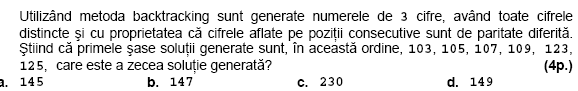 Utilizând metoda backtracking sunt generate numerele de 3 cifre, având toate cifrele
distincte şi cu proprietatea că cifrele aflate pe poziţii consecutive sunt de paritate diferită.
Ştiind că primele şase soluţii generate sunt, în această ordine, 103, 105, 107, 109, 123,
125, care este a zecea soluţie generată? (4p.)
a. 145 b. 147 c. 230 d. 149